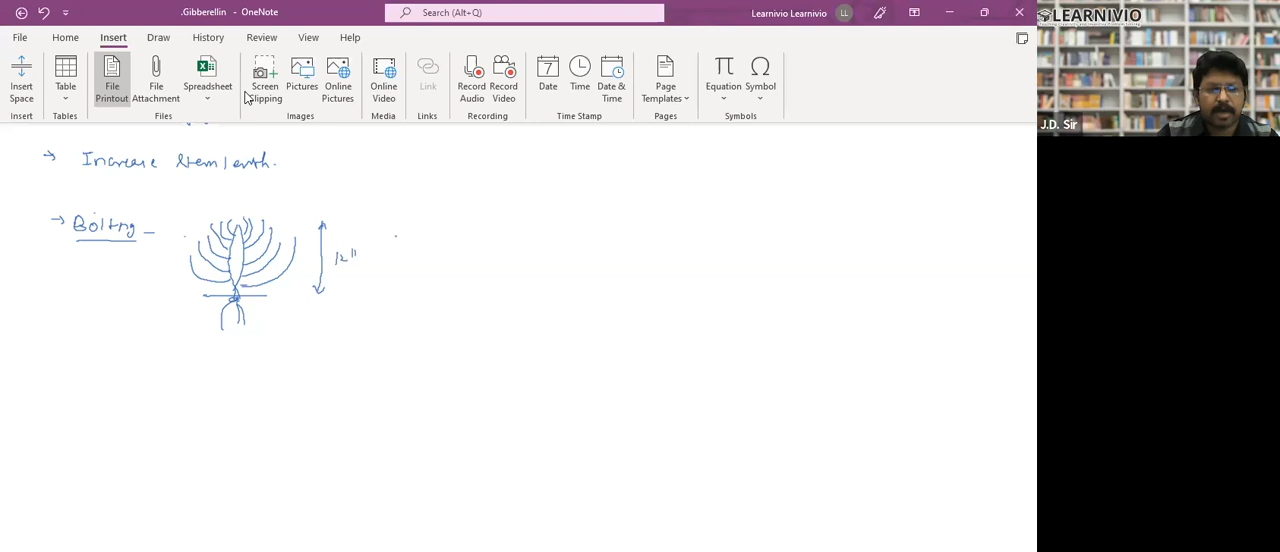 .Gibberellin - OneNote
Search (Alt+Q)
Learnivio Learnivio
LL
File Home Insert Draw History Review View Help
Insert Space
Table
File Printout
File Attachment
Spreadsheet
Screen Clipping
Pictures
Online Pictures
Online Video
Link
Record Audio
Record Video
Date
Time
Date & Time
Page Templates
Equation
Symbol
Insert Tables Files Images Media Links Recording Time Stamp Pages Symbols
→ Increase
→ Bolting -
12"
LEARNIVIO
J.D. Sir